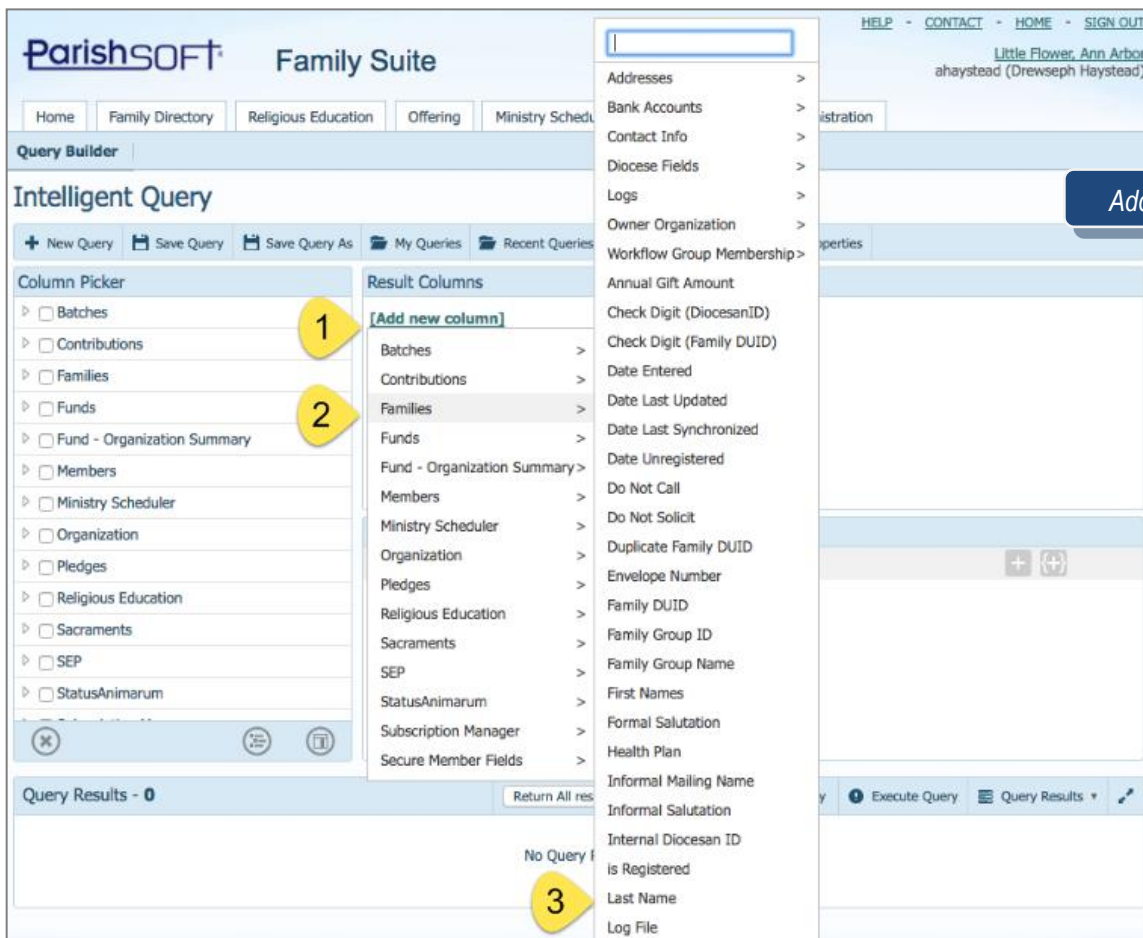 HELP - CONTACT - HOME - SIGN OUT
ParishSOFT Family Suite
Little Flower, Ann Arbor
ahaystead (Drewseph Haystead)
Home Family Directory Religious Education Offering Ministry Schedu istration
Query Builder
Intelligent Query
Add
+ New Query Save Query Save Query As My Queries Recent Queries operties
Column Picker
Batches
Contributions
Families
Funds
Fund - Organization Summary
Members
Ministry Scheduler
Organization
Pledges
Religious Education
Sacraments
SEP
StatusAnimarum
Result Columns
1
[Add new column]
Batches >
Contributions >
2
Families >
Funds >
Fund - Organization Summary >
Members >
Ministry Scheduler >
Organization >
Pledges >
Religious Education >
Sacraments >
SEP >
StatusAnimarum >
Subscription Manager >
Secure Member Fields >
Addresses >
Bank Accounts >
Contact Info >
Diocese Fields >
Logs >
Owner Organization >
Workflow Group Membership >
Annual Gift Amount
Check Digit (DiocesanID)
Check Digit (Family DUID)
Date Entered
Date Last Updated
Date Last Synchronized
Date Unregistered
Do Not Call
Do Not Solicit
Duplicate Family DUID
Envelope Number
Family DUID
Family Group ID
Family Group Name
First Names
Formal Salutation
Health Plan
Informal Mailing Name
Informal Salutation
Internal Diocesan ID
is Registered
3
Last Name
Log File
Query Results - 0 Return All res y Execute Query Query Results
No Query